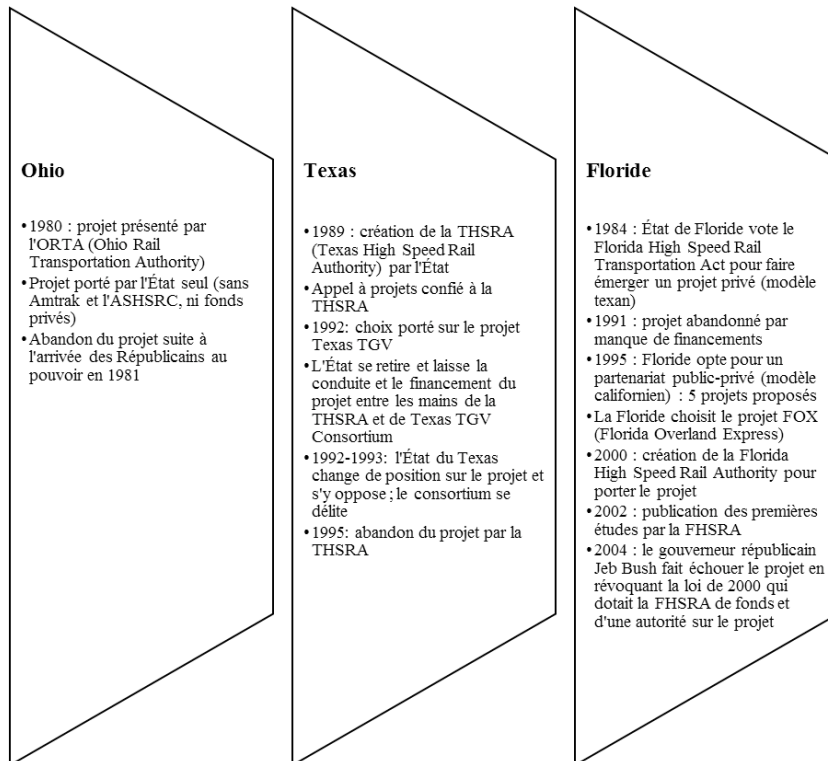 Ohio
•1980 : projet présenté par
l'ORTA (Ohio Rail
Transportation Authority)
•Projet porté par l'État seul (sans
Amtrak et l'ASHSRC, ni fonds
privés)
•Abandon du projet suite à
l'arrivée des Républicains au
pouvoir en 1981
Texas
•1989 : création de la THSRA
(Texas High Speed Rail
Authority) par l'État
•Appel à projets confié à la
THSRA
•1992: choix porté sur le projet
Texas TGV
•L'État se retire et laisse la
conduite et le financement du
projet entre les mains de la
THSRA et de Texas TGV
Consortium
•1992-1993: l'État du Texas
change de position sur le projet et
s'y oppose ; le consortium se
délite
•1995: abandon du projet par la
THSRA
Floride
•1984 : État de Floride vote le
Florida High Speed Rail
Transportation Act pour faire
émerger un projet privé (modèle
texan)
•1991 : projet abandonné par
manque de financements
•1995 : Floride opte pour un
partenariat public-privé (modèle
californien) : 5 projets proposés
•La Floride choisit le projet FOX
(Florida Overland Express)
•2000 : création de la Florida
High Speed Rail Authority pour
porter le projet
•2002 : publication des premières
études par la FHSRA
•2004 : le gouverneur républicain
Jeb Bush fait échouer le projet en
révoquant la loi de 2000 qui
dotait la FHSRA de fonds et
d'une autorité sur le projet